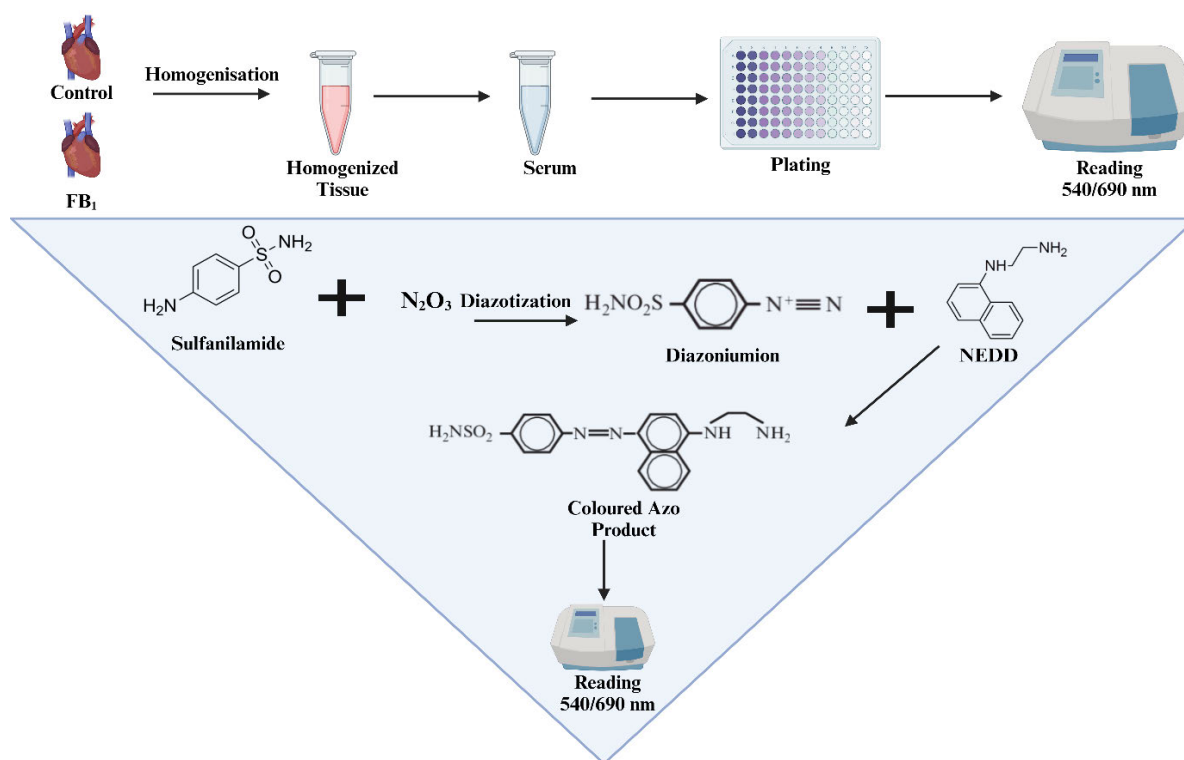 Control
Homogenisation
FB₁
Homogenized
Tissue
Serum
Plating
Reading
540/690 nm
NH₂
S
O
O
H₂N
Sulfanilamide
+
N₂O₃
Diazotization
H₂NO₂S
N⁺≡N
Diazoniumion
+
NH
NH₂
NEDD
H₂NSO₂
N=N
NH
NH₂
Coloured Azo
Product
Reading
540/690 nm